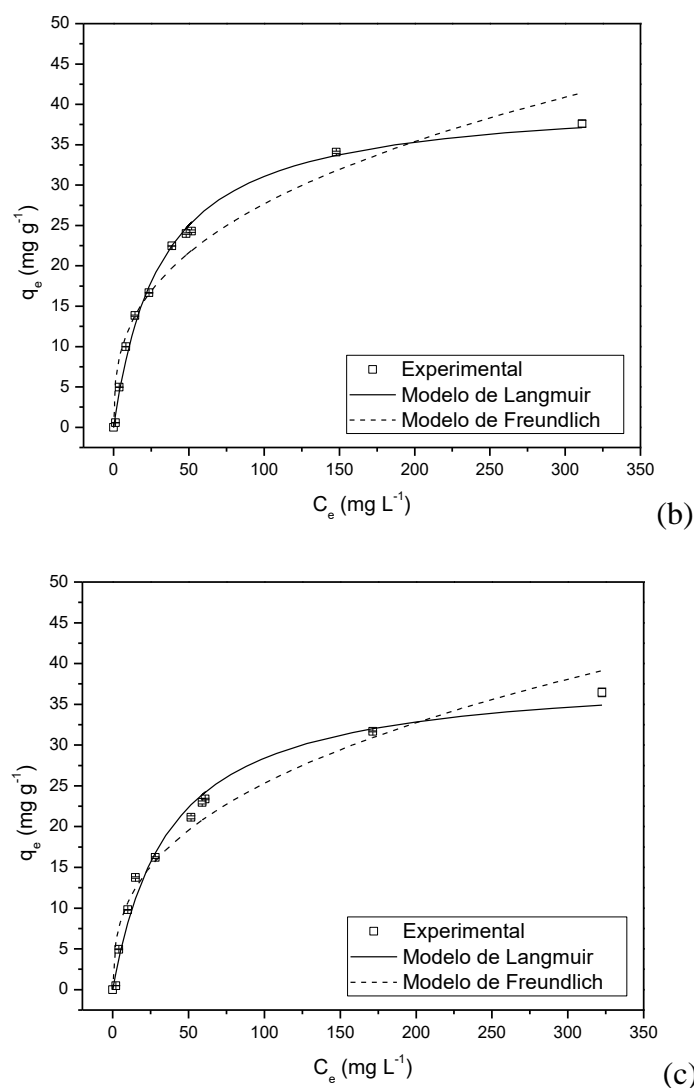 50
45
40
35
30
25
20
15
10
5
0
q_e (mg g⁻¹)
Experimental
Modelo de Langmuir
Modelo de Freundlich
0 50 100 150 200 250 300 350
C_e (mg L⁻¹)
(b)
50
45
40
35
30
25
20
15
10
5
0
q_e (mg g⁻¹)
Experimental
Modelo de Langmuir
Modelo de Freundlich
0 50 100 150 200 250 300 350
C_e (mg L⁻¹)
(c)